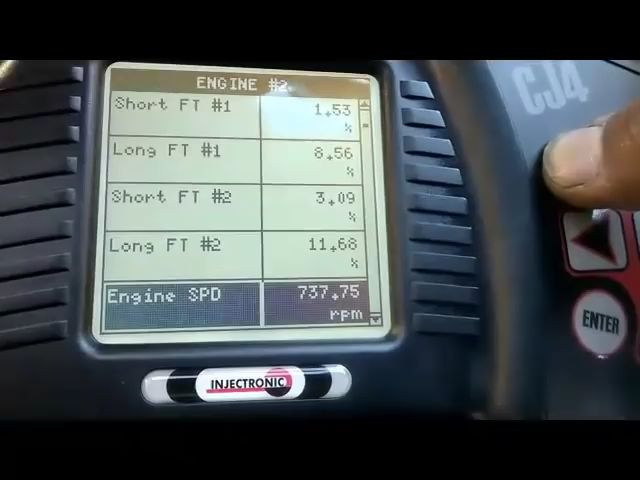 ENGINE #2
Short FT #1 1.53 %
Long FT #1 8.56 %
Short FT #2 3.09 %
Long FT #2 11.68 %
Engine SPD 737.75 rpm
CJ4
ENTER
INJECTRONIC